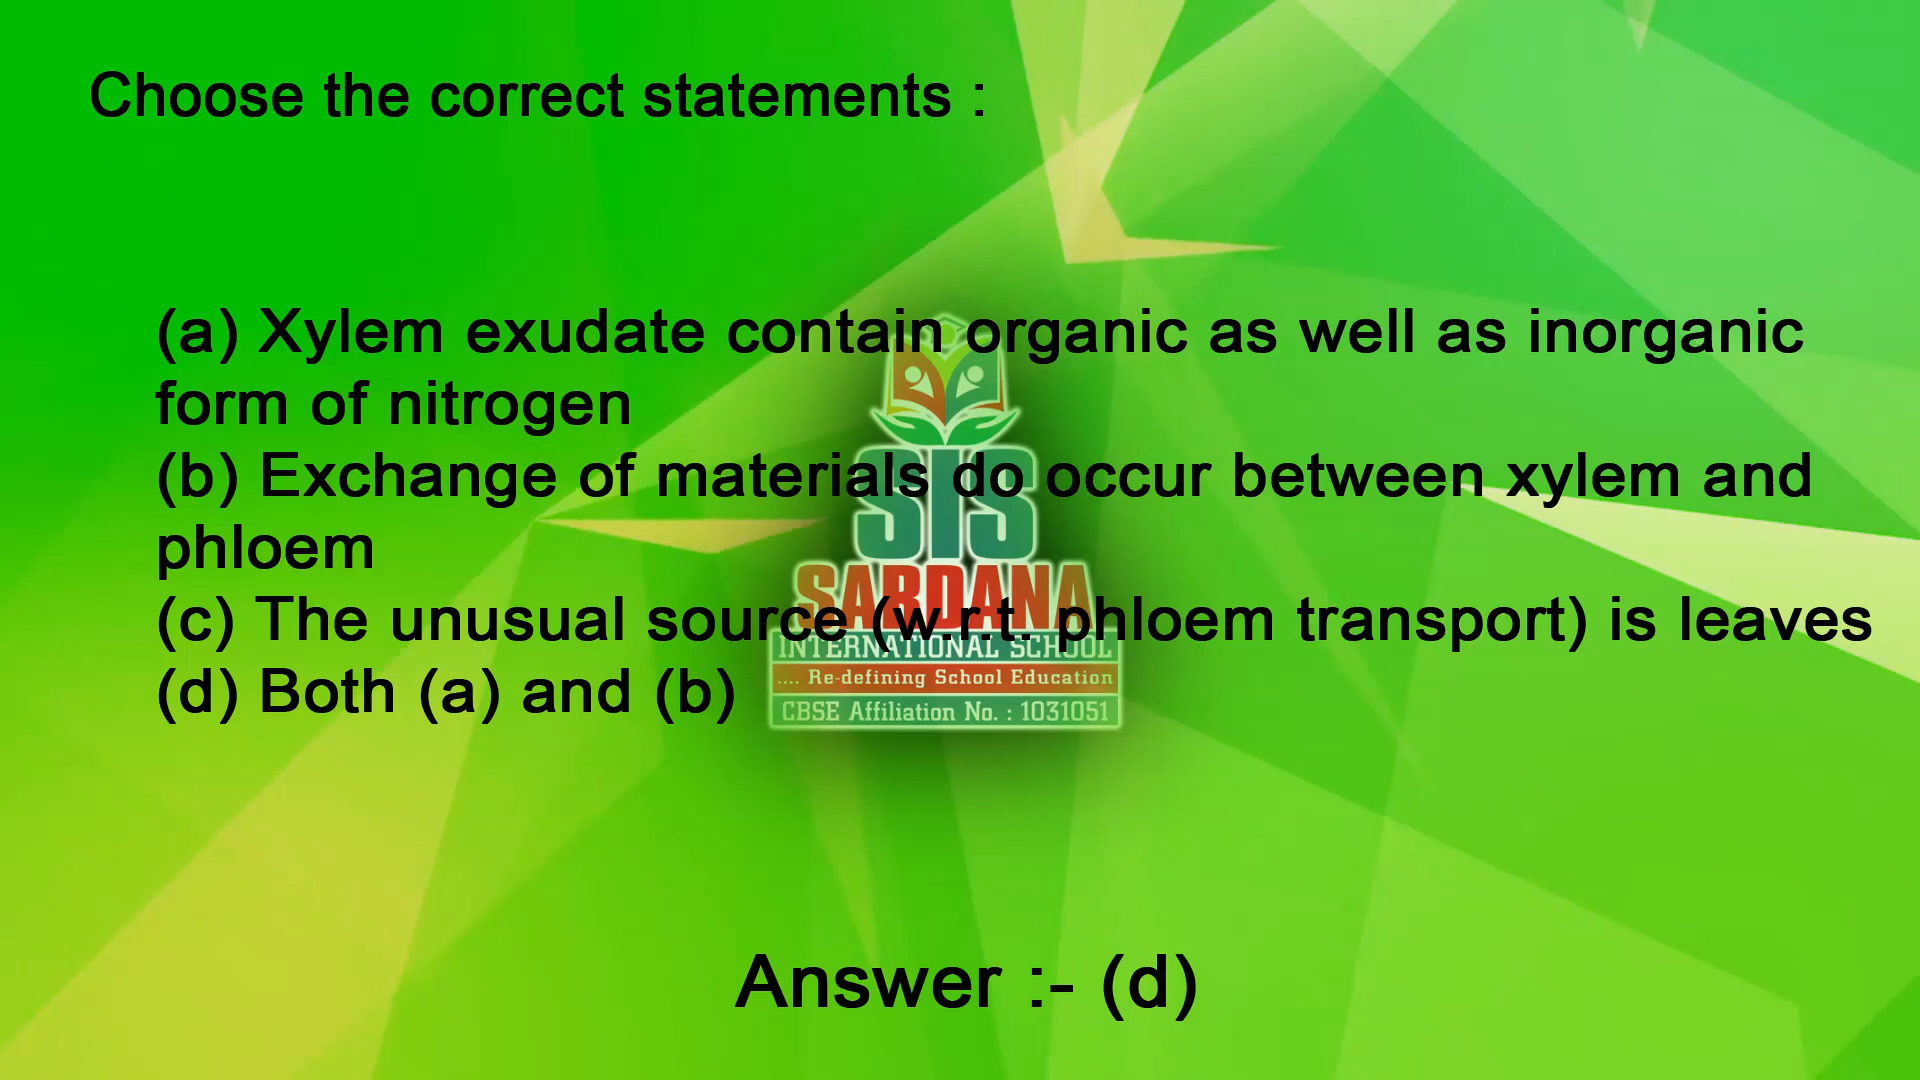 Choose the correct statements :
(a) Xylem exudate contain organic as well as inorganic
form of nitrogen
(b) Exchange of materials do occur between xylem and
phloem
(c) The unusual source (w.r.t. phloem transport) is leaves
(d) Both (a) and (b)
SIS
SARDANA
INTERNATIONAL SCHOOL
.... Re-defining School Education
CBSE Affiliation No. : 1031051
Answer :- (d)